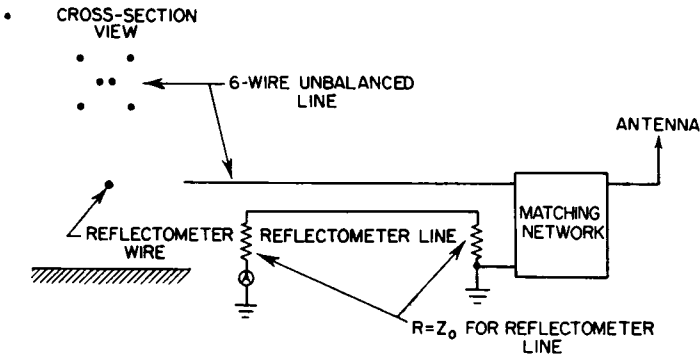 CROSS-SECTION
VIEW
6-WIRE UNBALANCED
LINE
ANTENNA
MATCHING
NETWORK
REFLECTOMETER
WIRE
REFLECTOMETER LINE
A
R=Z₀ FOR REFLECTOMETER
LINE